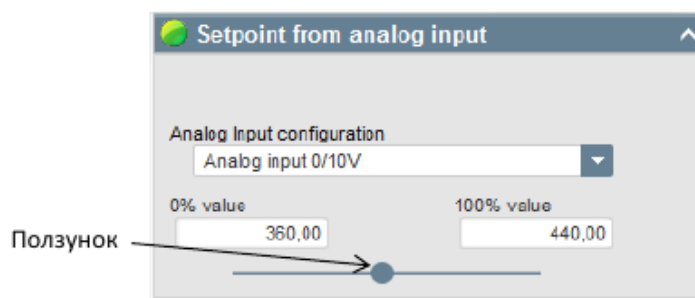 Setpoint from analog input
Analog Input configuration
Analog input 0/10V
0% value 100% value
360,00 440,00
Ползунок